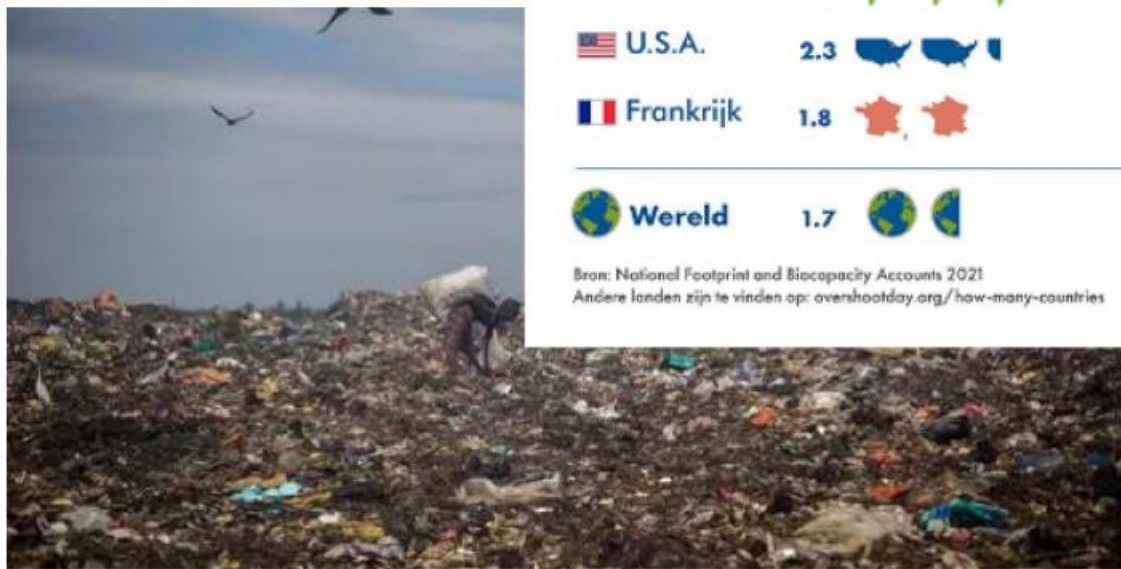 U.S.A. 2.3
Frankrijk 1.8
Wereld 1.7
Bron: National Footprint and Biocapacity Accounts 2021
Andere landen zijn te vinden op: overshootday.org/how-many-countries